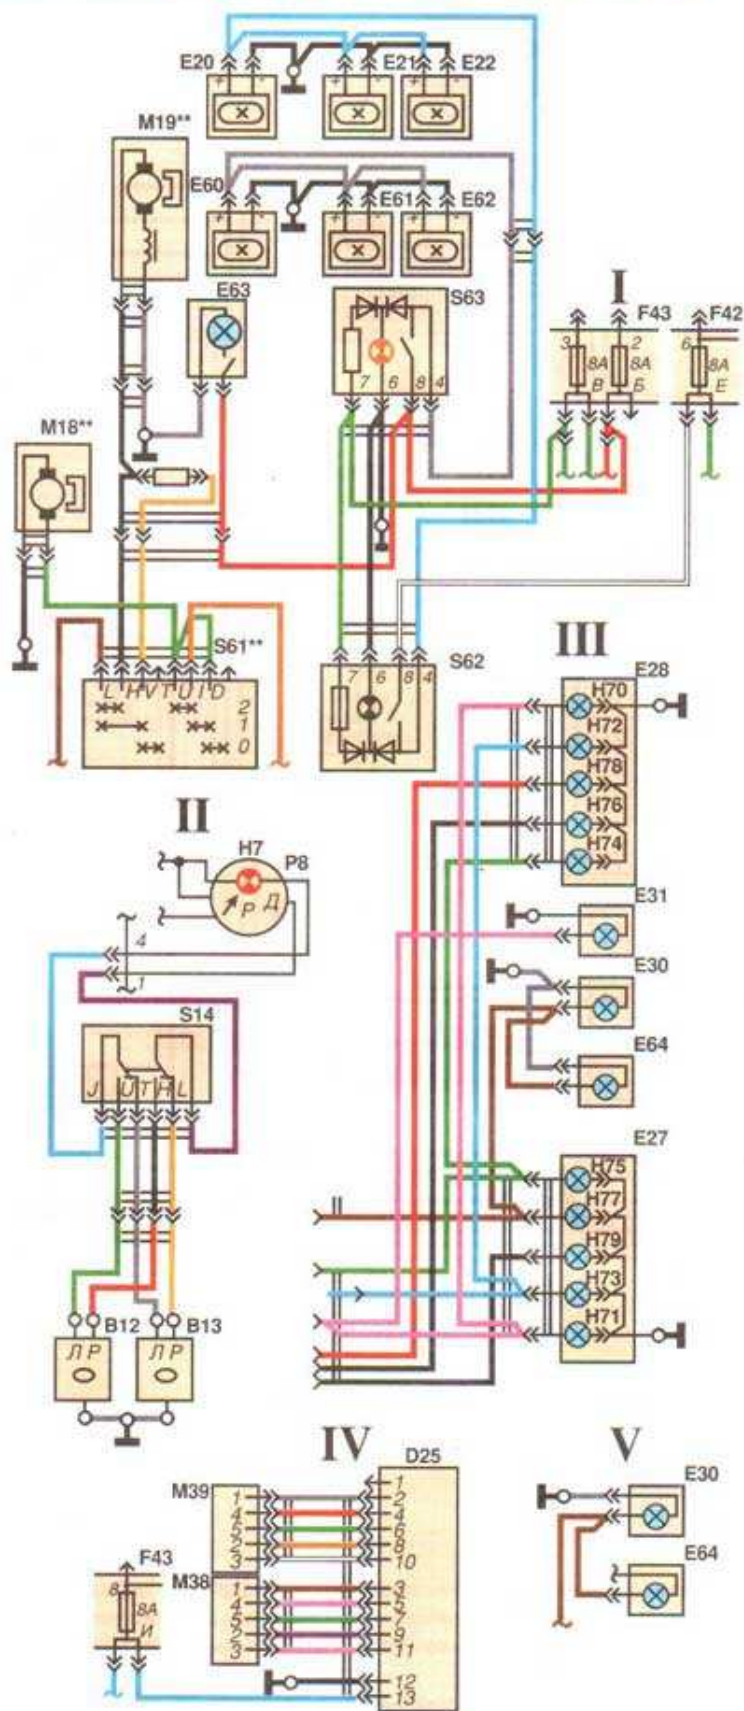 E20
E21
E22
+ - + - + -
M19**
E60
E61
E62
+ - + - + -
E63
S63
I
F43
F42
3
2
6
8A
8A
8A
В
Б
Е
7 6 8 4
M18**
S61**
L H V T U I D
2
1
0
S62
7 6 8 4
III
E28
H70
H72
H78
H76
H74
II
H7
P8
Р Д
4
1
E31
E30
E64
S14
J U T H L
E27
H75
H77
H79
H73
H71
B12
B13
Л Р
Л Р
IV
V
D25
M39
1
4
5
2
3
M38
1
4
5
2
3
1
2
4
6
8
10
3
5
7
9
11
12
13
F43
8
8A
И
E30
E64